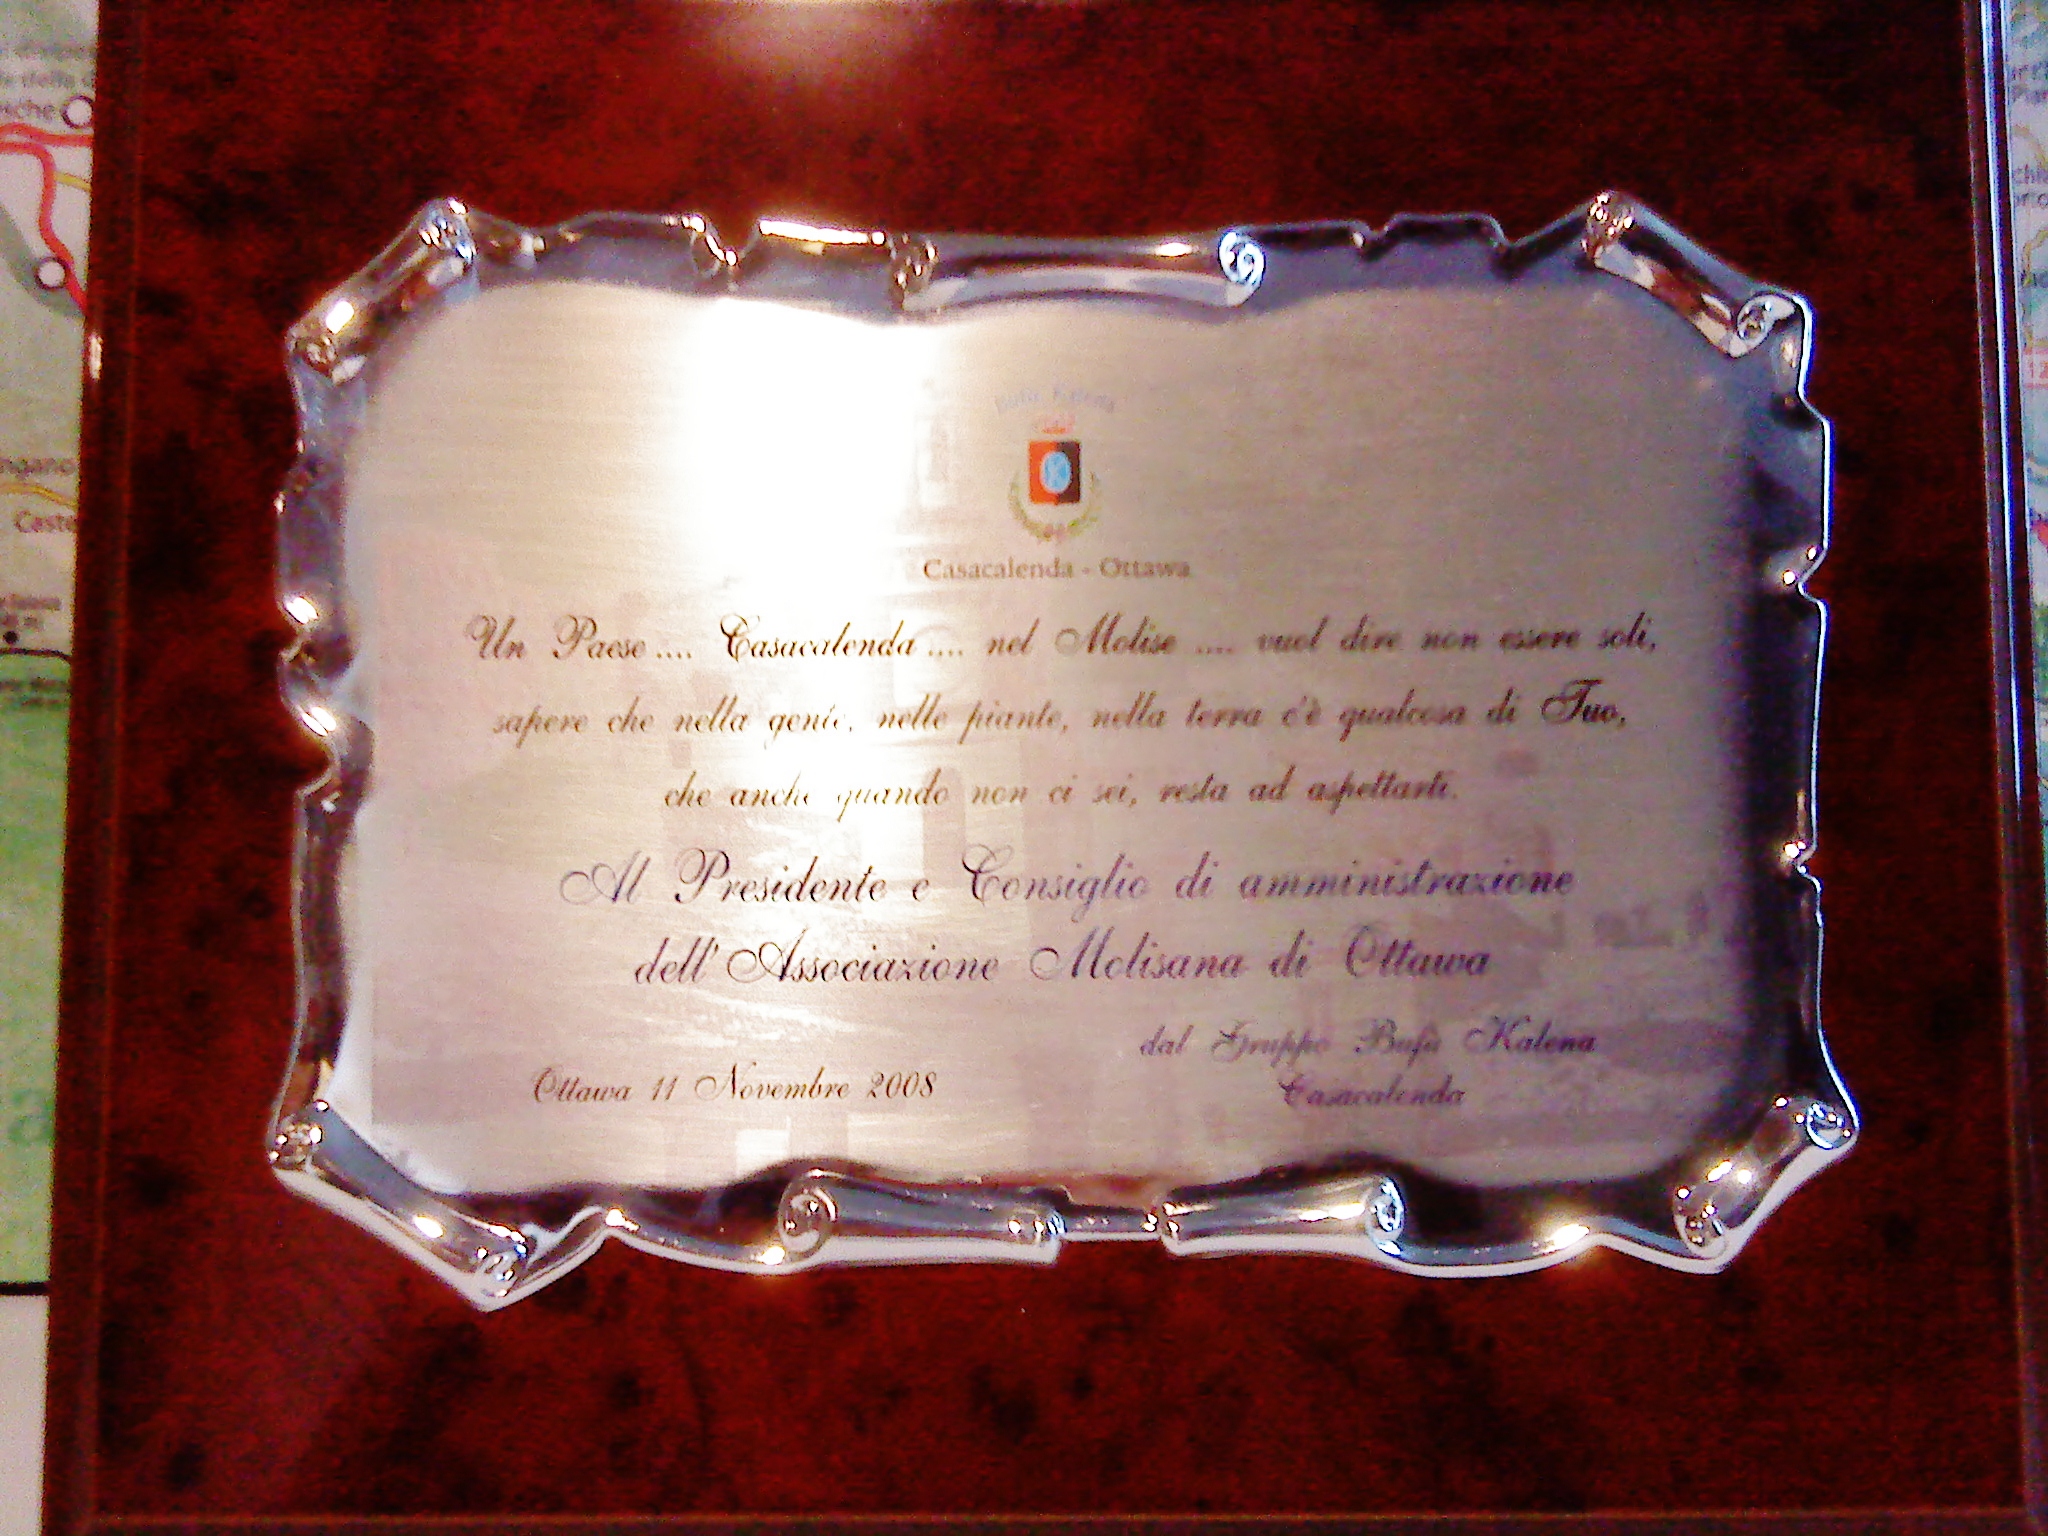 Bufù Kalena
K
Casacalenda - Ottawa
Un Paese .... Casacalenda .... nel Molise .... vuol dire non essere soli,
sapere che nella gente, nelle piante, nella terra c'è qualcosa di Tuo,
che anche quando non ci sei, resta ad aspettarti.
Al Presidente e Consiglio di amministrazione
dell'Associazione Molisana di Ottawa
dal Gruppo Bufù Kalena
Casacalenda
Ottawa 11 Novembre 2008